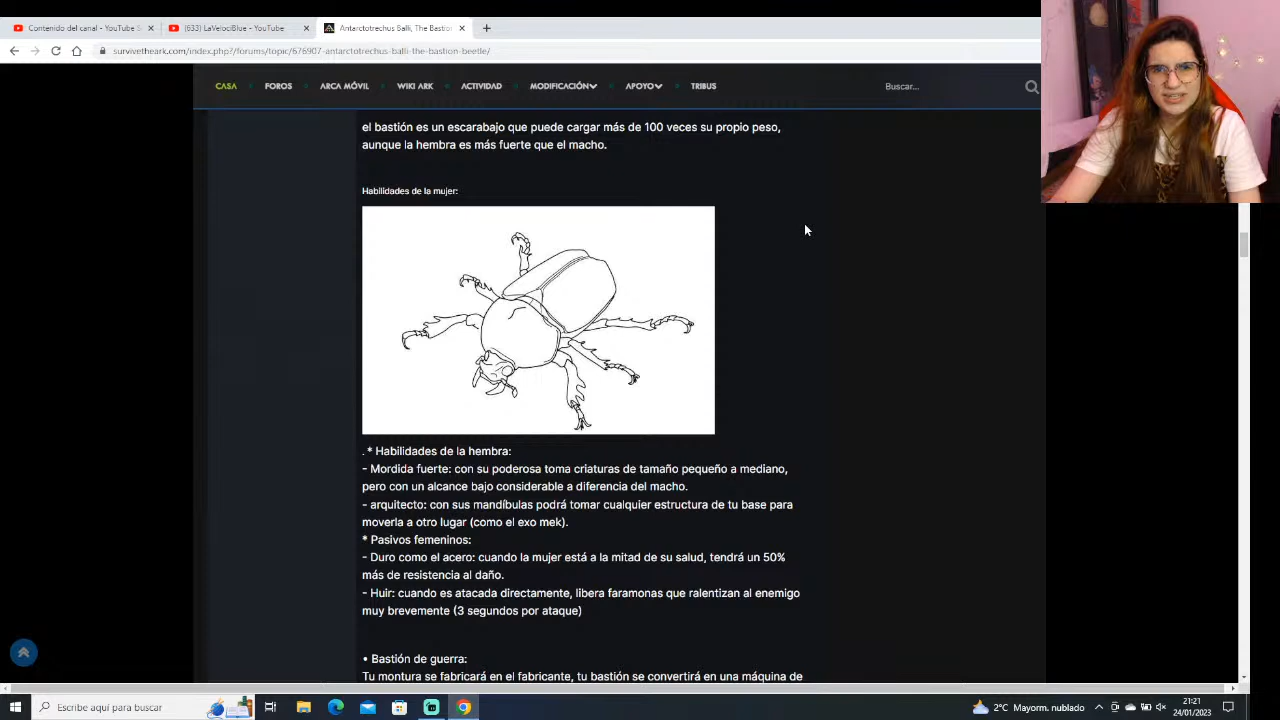 Contenido del canal - YouTube S
(633) LaVelociBlue - YouTube
Antarctotrechus Balli, The Bastion
survivetheark.com/index.php?/forums/topic/676907-antarctotrechus-balli-the-bastion-beetle/
CASA FOROS ARCA MÓVIL WIKI ARK ACTIVIDAD MODIFICACIÓN APOYO TRIBUS Buscar...
el bastión es un escarabajo que puede cargar más de 100 veces su propio peso,
aunque la hembra es más fuerte que el macho.
Habilidades de la mujer:
. * Habilidades de la hembra:
- Mordida fuerte: con su poderosa toma criaturas de tamaño pequeño a mediano,
pero con un alcance bajo considerable a diferencia del macho.
- arquitecto: con sus mandíbulas podrá tomar cualquier estructura de tu base para
moverla a otro lugar (como el exo mek).
* Pasivos femeninos:
- Duro como el acero: cuando la mujer está a la mitad de su salud, tendrá un 50%
más de resistencia al daño.
- Huir: cuando es atacada directamente, libera faramonas que ralentizan al enemigo
muy brevemente (3 segundos por ataque)
• Bastión de guerra:
Tu montura se fabricará en el fabricante, tu bastión se convertirá en una máquina de
Escribe aquí para buscar
2°C Mayorm. nublado
21:21
24/01/2023